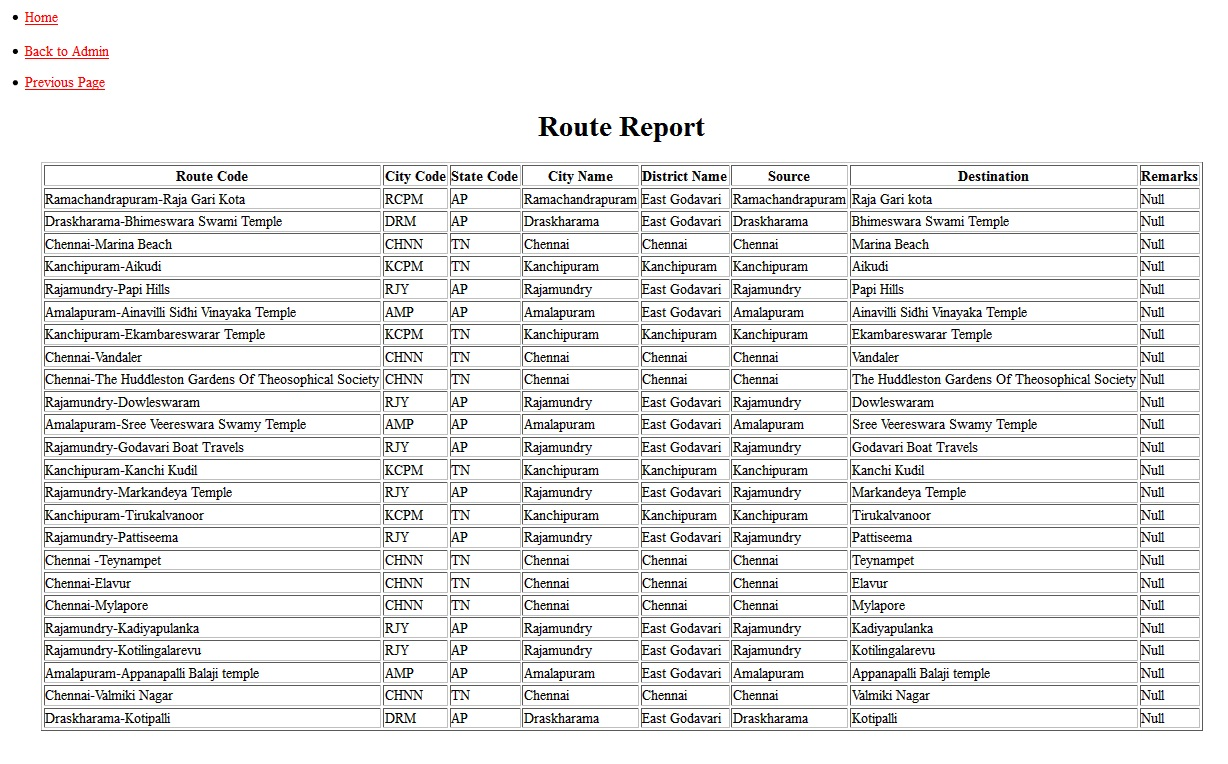 Home
Back to Admin
Previous Page
Route Report
Route Code City Code State Code City Name District Name Source Destination Remarks
Ramachandrapuram-Raja Gari Kota RCPM AP Ramachandrapuram East Godavari Ramachandrapuram Raja Gari kota Null
Draskharama-Bhimeswara Swami Temple DRM AP Draskharama East Godavari Draskharama Bhimeswara Swami Temple Null
Chennai-Marina Beach CHNN TN Chennai Chennai Chennai Marina Beach Null
Kanchipuram-Aikudi KCPM TN Kanchipuram Kanchipuram Kanchipuram Aikudi Null
Rajamundry-Papi Hills RJY AP Rajamundry East Godavari Rajamundry Papi Hills Null
Amalapuram-Ainavilli Sidhi Vinayaka Temple AMP AP Amalapuram East Godavari Amalapuram Ainavilli Sidhi Vinayaka Temple Null
Kanchipuram-Ekambareswarar Temple KCPM TN Kanchipuram Kanchipuram Kanchipuram Ekambareswarar Temple Null
Chennai-Vandaler CHNN TN Chennai Chennai Chennai Vandaler Null
Chennai-The Huddleston Gardens Of Theosophical Society CHNN TN Chennai Chennai Chennai The Huddleston Gardens Of Theosophical Society Null
Rajamundry-Dowleswaram RJY AP Rajamundry East Godavari Rajamundry Dowleswaram Null
Amalapuram-Sree Veereswara Swamy Temple AMP AP Amalapuram East Godavari Amalapuram Sree Veereswara Swamy Temple Null
Rajamundry-Godavari Boat Travels RJY AP Rajamundry East Godavari Rajamundry Godavari Boat Travels Null
Kanchipuram-Kanchi Kudil KCPM TN Kanchipuram Kanchipuram Kanchipuram Kanchi Kudil Null
Rajamundry-Markandeya Temple RJY AP Rajamundry East Godavari Rajamundry Markandeya Temple Null
Kanchipuram-Tirukalvanoor KCPM TN Kanchipuram Kanchipuram Kanchipuram Tirukalvanoor Null
Rajamundry-Pattiseema RJY AP Rajamundry East Godavari Rajamundry Pattiseema Null
Chennai -Teynampet CHNN TN Chennai Chennai Chennai Teynampet Null
Chennai-Elavur CHNN TN Chennai Chennai Chennai Elavur Null
Chennai-Mylapore CHNN TN Chennai Chennai Chennai Mylapore Null
Rajamundry-Kadiyapulanka RJY AP Rajamundry East Godavari Rajamundry Kadiyapulanka Null
Rajamundry-Kotilingalarevu RJY AP Rajamundry East Godavari Rajamundry Kotilingalarevu Null
Amalapuram-Appanapalli Balaji temple AMP AP Amalapuram East Godavari Amalapuram Appanapalli Balaji temple Null
Chennai-Valmiki Nagar CHNN TN Chennai Chennai Chennai Valmiki Nagar Null
Draskharama-Kotipalli DRM AP Draskharama East Godavari Draskharama Kotipalli Null